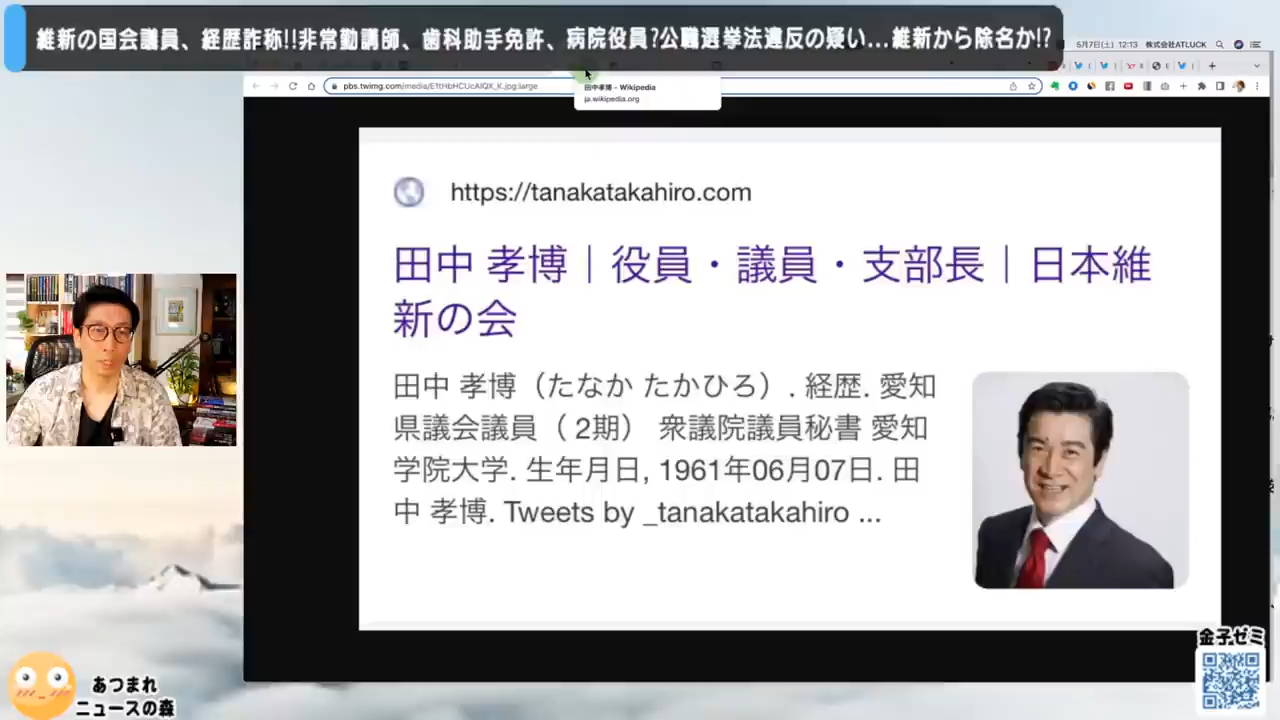 維新の国会議員、経歴詐称!!非常勤講師、歯科助手免許、病院役員?公職選挙法違反の疑い...維新から除名か!?
5月7日(土) 12:13 株式会社ATLUCK
田中孝博 - Wikipedia
ja.wikipedia.org
https://tanakatakahiro.com
田中 孝博｜役員・議員・支部長｜日本維
新の会
田中 孝博（たなか たかひろ）. 経歴. 愛知
県議会議員（ 2期） 衆議院議員秘書 愛知
学院大学. 生年月日, 1961年06月07日. 田
中 孝博. Tweets by _tanakatakahiro ...
金子ゼミ
あつまれ
ニュースの森